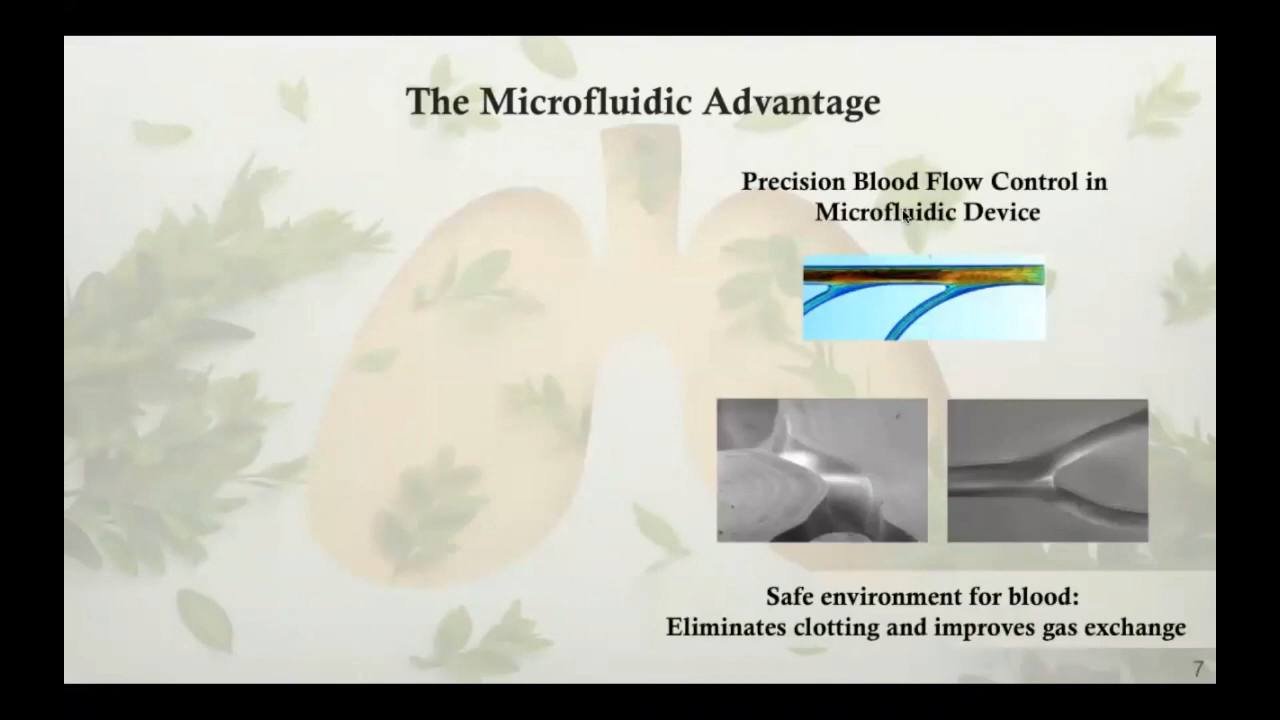 The Microfluidic Advantage
Precision Blood Flow Control in
Microfluidic Device
Safe environment for blood:
Eliminates clotting and improves gas exchange
7